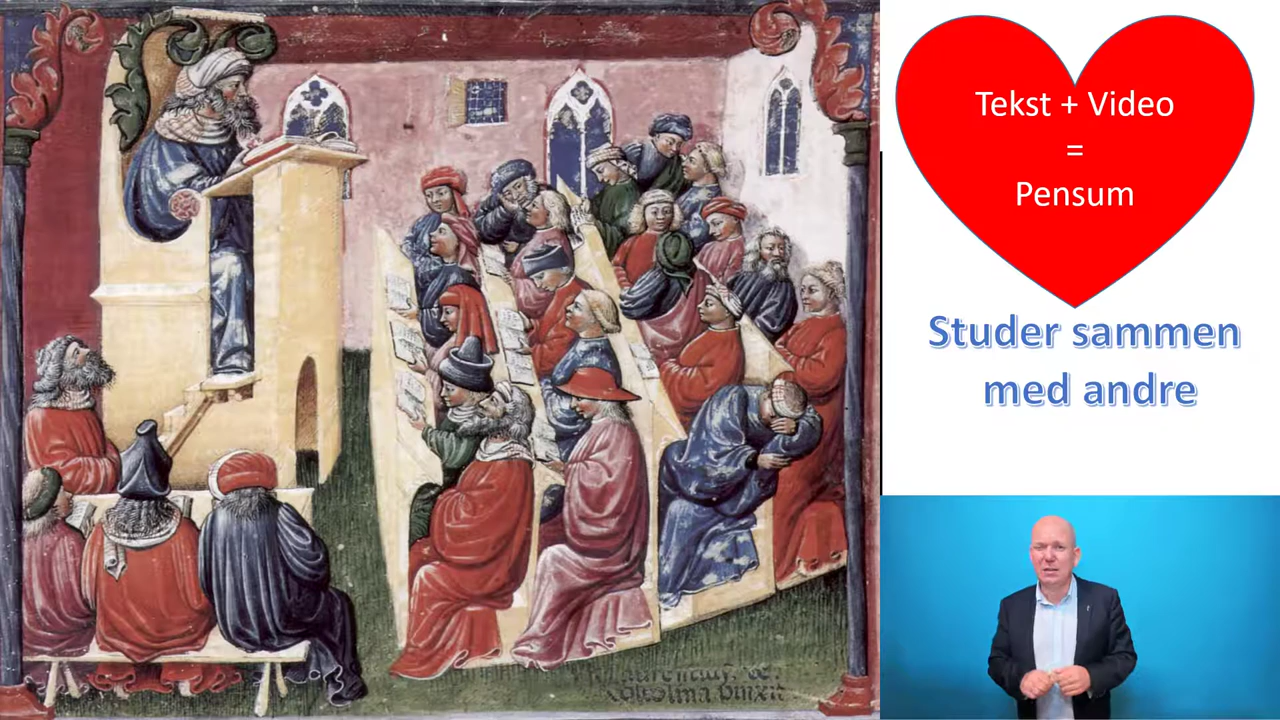 Tekst + Video
=
Pensum
Studer sammen
med andre